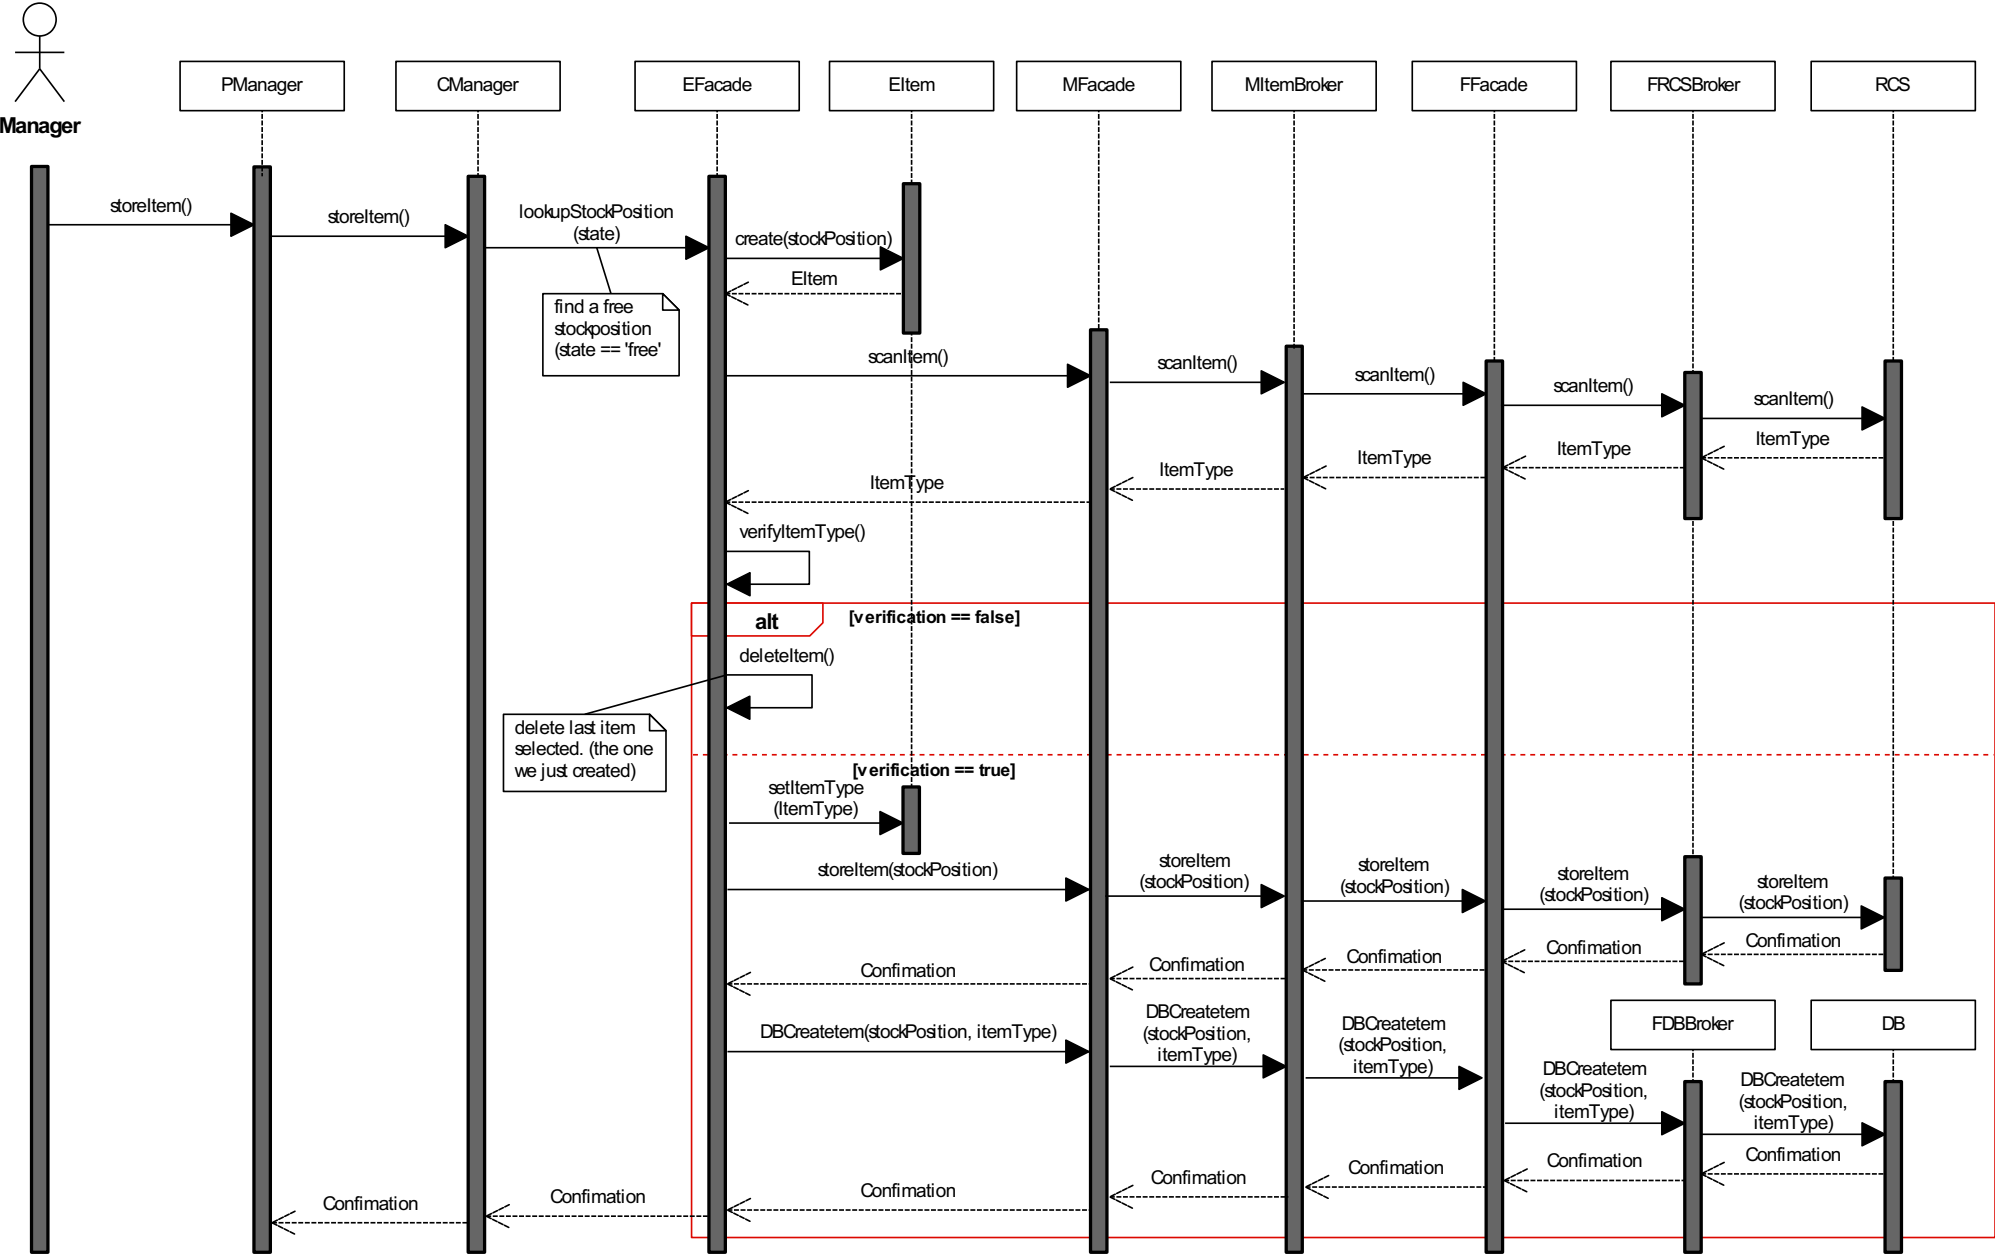 Manager
PManager
CManager
EFacade
EItem
MFacade
MItemBroker
FFacade
FRCSBroker
RCS
storeItem()
storeItem()
lookupStockPosition
(state)
create(stockPosition)
EItem
find a free
stockposition
(state == 'free'
scanItem()
scanItem()
scanItem()
scanItem()
scanItem()
ItemType
ItemType
ItemType
ItemType
ItemType
verifyItemType()
alt
[verification == false]
deleteItem()
delete last item
selected. (the one
we just created)
[verification == true]
setItemType
(ItemType)
storeItem(stockPosition)
storeItem
(stockPosition)
storeItem
(stockPosition)
storeItem
(stockPosition)
storeItem
(stockPosition)
Confimation
Confimation
Confimation
Confimation
Confimation
FDBBroker
DB
DBCreatetem(stockPosition, itemType)
DBCreatetem
(stockPosition,
itemType)
DBCreatetem
(stockPosition,
itemType)
DBCreatetem
(stockPosition,
itemType)
DBCreatetem
(stockPosition,
itemType)
Confimation
Confimation
Confimation
Confimation
Confimation
Confimation
Confimation